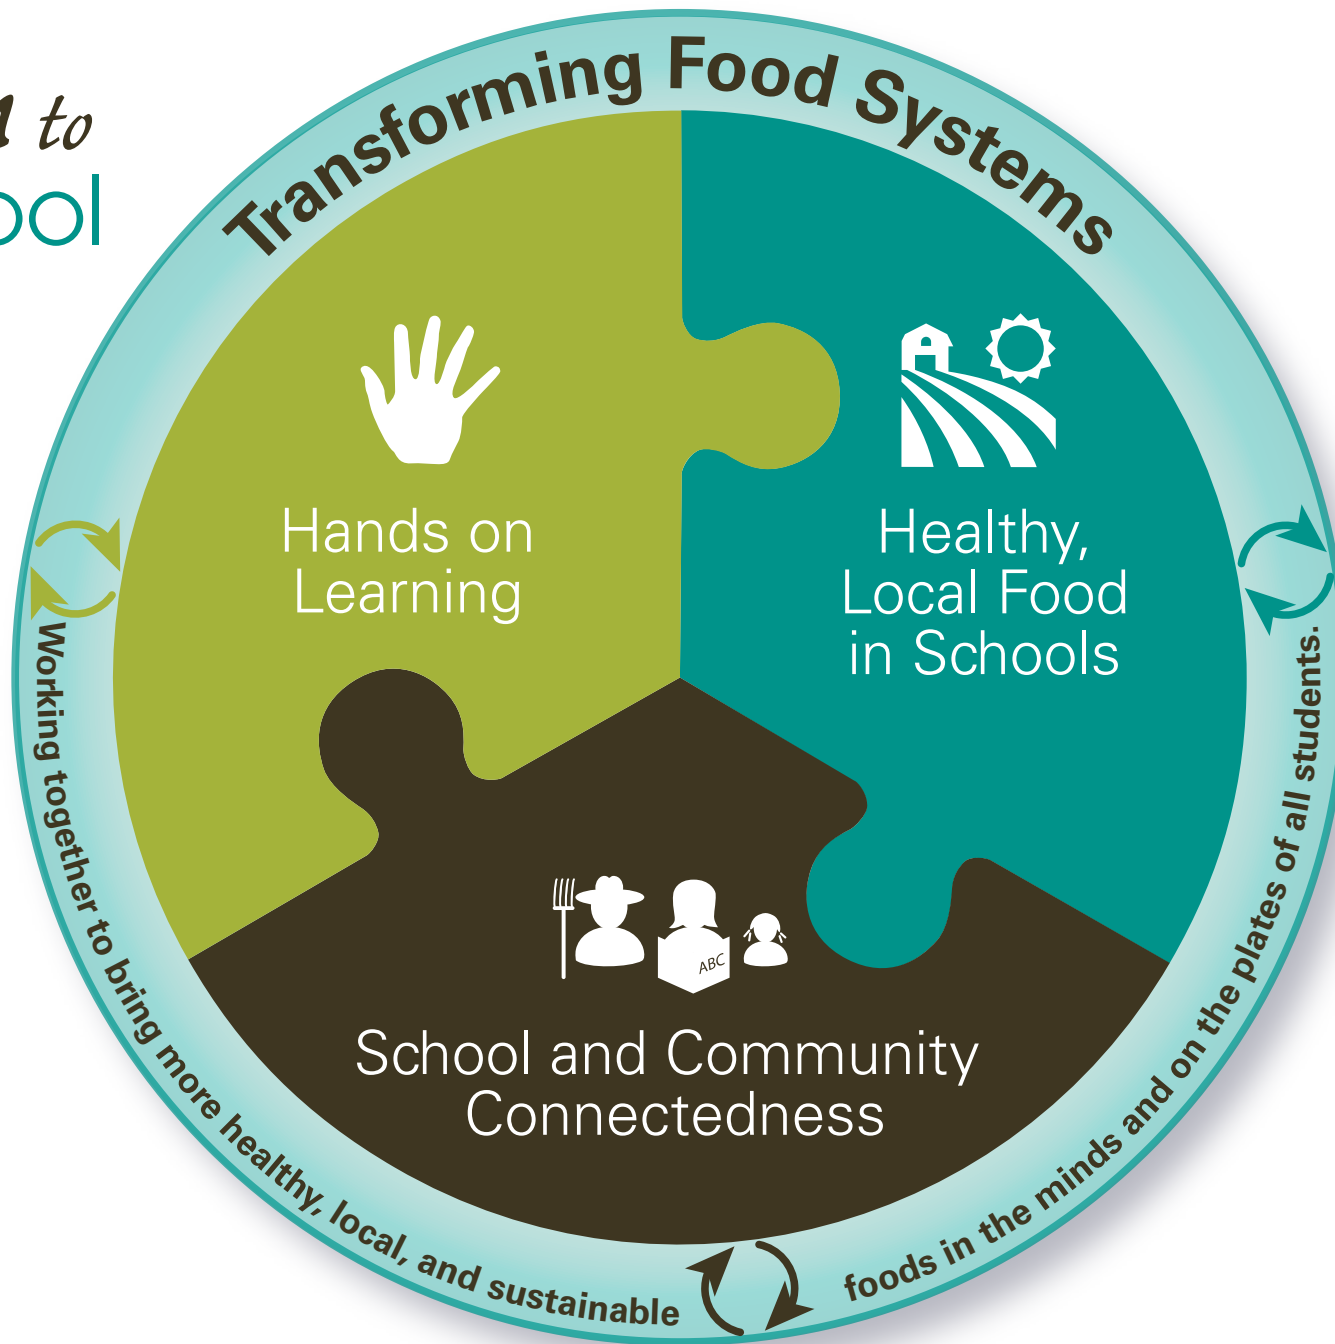 to
Transforming Food Systems
Hands on
Learning
Healthy,
Local Food
in Schools
ABC
School and Community
Connectedness
Working together to bring more healthy, local, and sustainable
foods in the minds and on the plates of all students.